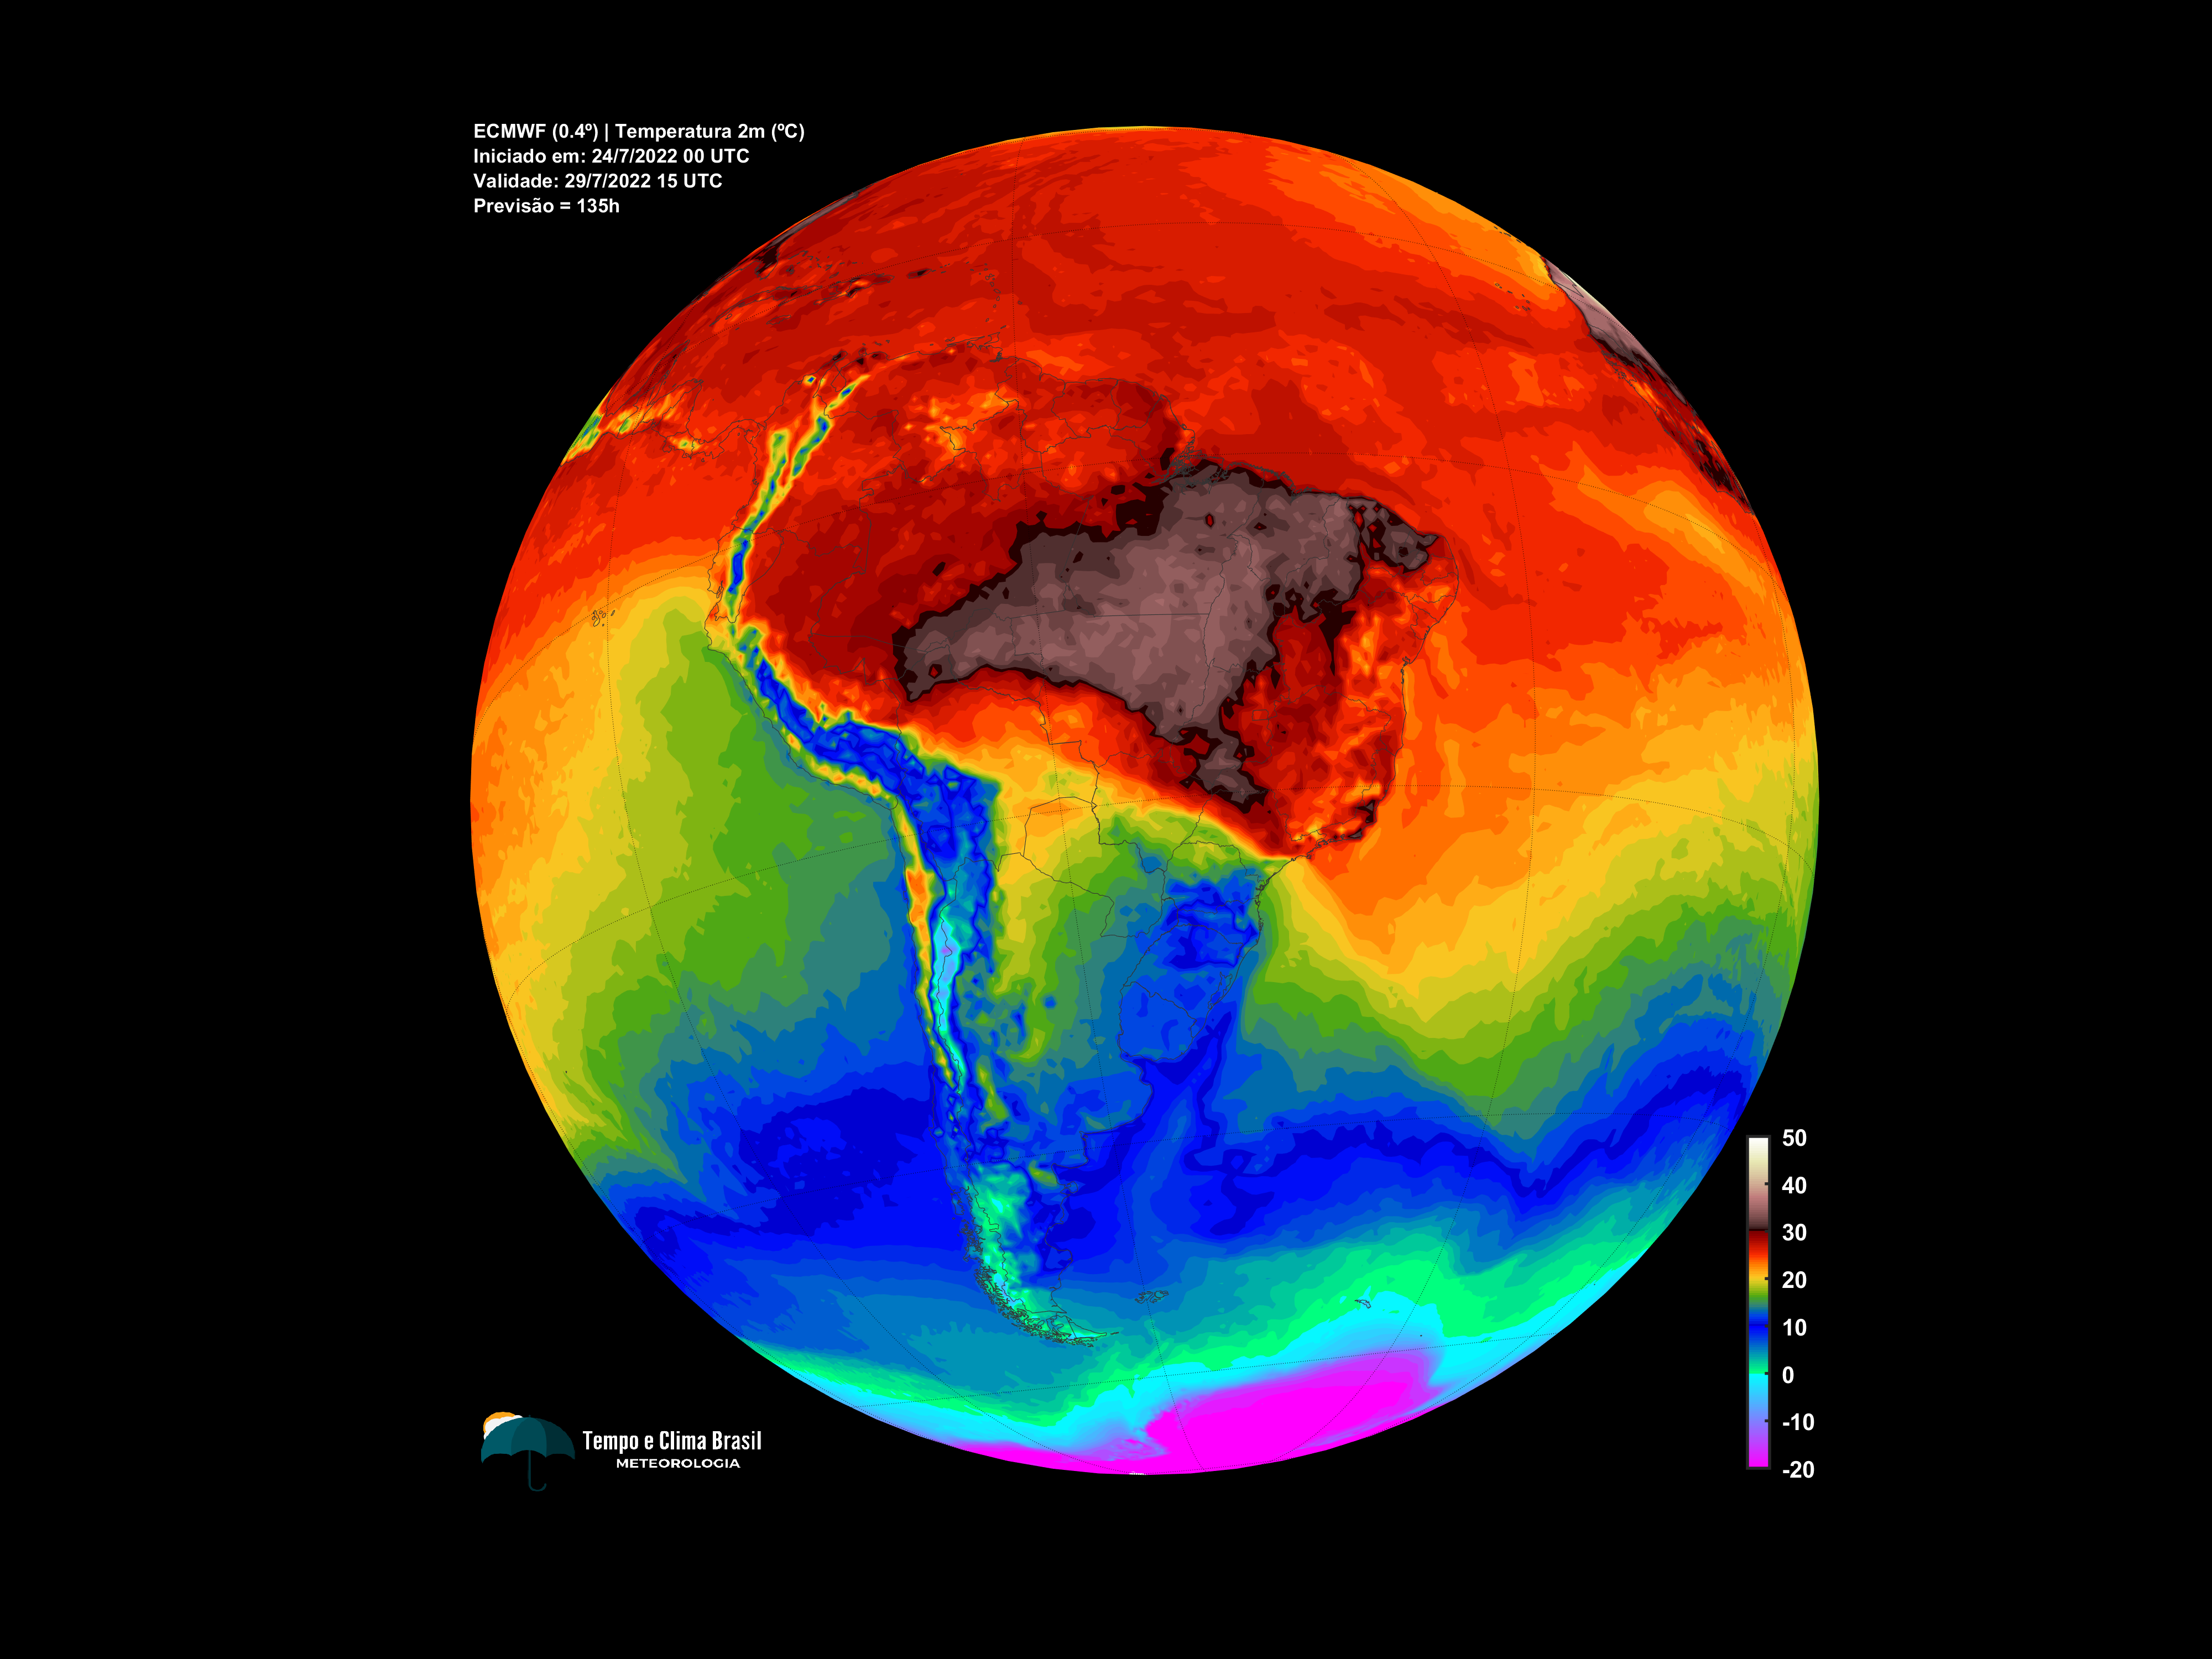 ECMWF (0.4º) | Temperatura 2m (ºC)
Iniciado em: 24/7/2022 00 UTC
Validade: 29/7/2022 15 UTC
Previsão = 135h
50
40
30
20
10
0
-10
-20
Tempo e Clima Brasil
METEOROLOGIA